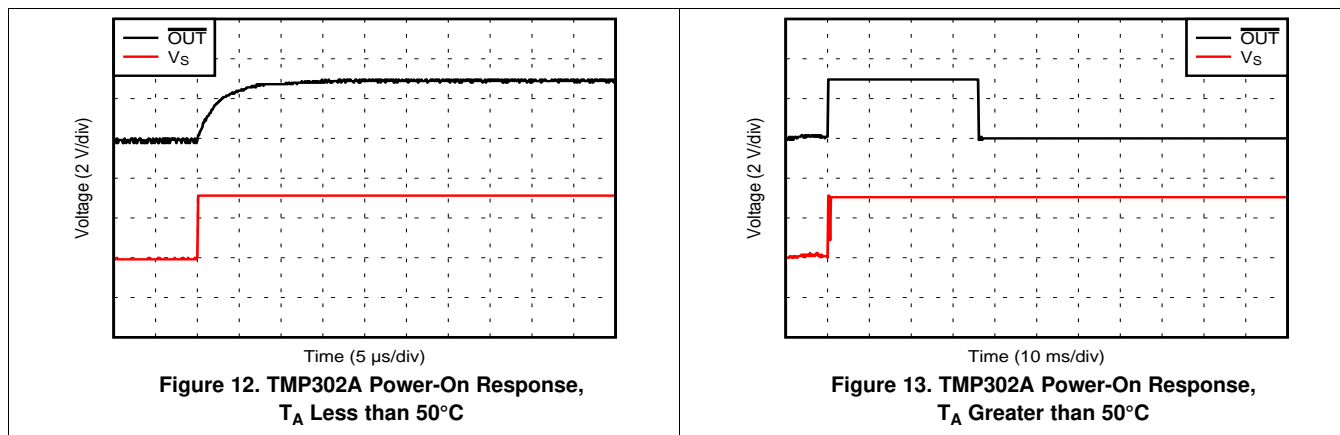 OUT
VS
Voltage (2 V/div)
Time (5 µs/div)
Figure 12. TMP302A Power-On Response,
TA Less than 50°C
OUT
VS
Voltage (2 V/div)
Time (10 ms/div)
Figure 13. TMP302A Power-On Response,
TA Greater than 50°C